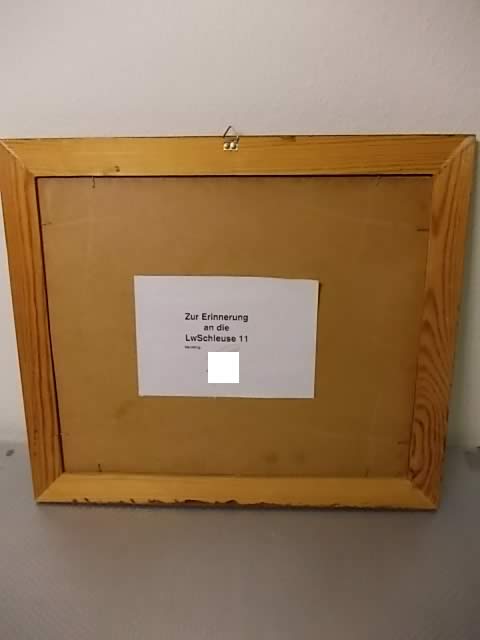 Zur Erinnerung
an die
LwSchleuse 11